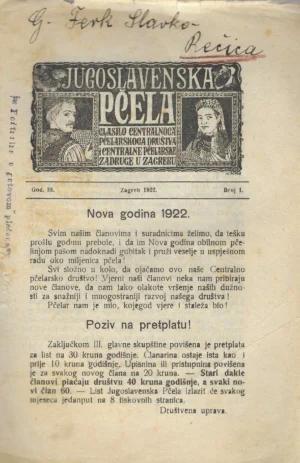 G. Ferk Slavko-
Rečica
JUGOSLAVENSKA
PČELA
GLASILO CENTRALNOGA
PČELARSKOGA DRUŠTVA
I CENTRALNE PČELARSKE
ZADRUGE U ZAGREBU
God. III. Zagreb 1922. Broj 1.
Nova godina 1922.
Svim našim članovima i suradnicima želimo, da tešku
prošlu godinu prebole, i da im Nova godina obilnom pče-
linjom pašom nadoknadi gubitak i pruži veselje u uspješnom
radu oko miljenica pčela!
Svi složno u kolo, da ojačamo ovo naše Centralno
pčelarsko društvo! Vjerni naši članovi neka nam pribiraju
nove članove, da nam tako olakote vršenje naših dužno-
sti za snažniji i mnogostraniji razvoj našega društva!
Pčelar nam je mio, kojegod vjere i staleža bio!
Poziv na pretplatu!
Zaključkom III. glavne skupštine povišena je pretplata
za list na 30 kruna godišnje. Članarina ostaje ista kao i
prije 10 kruna godišnje. Upisnina ili pristupnina povišena
je za svakog novog člana na 20 kruna. — Stari dakle
članovi plaćaju društvu 40 kruna godišnje, a svaki no-
vi član 60. — List Jugoslavenska Pčela izlazit će svakog
mjeseca jedanput na 8 tiskovnih stranica.
Društvena uprava.